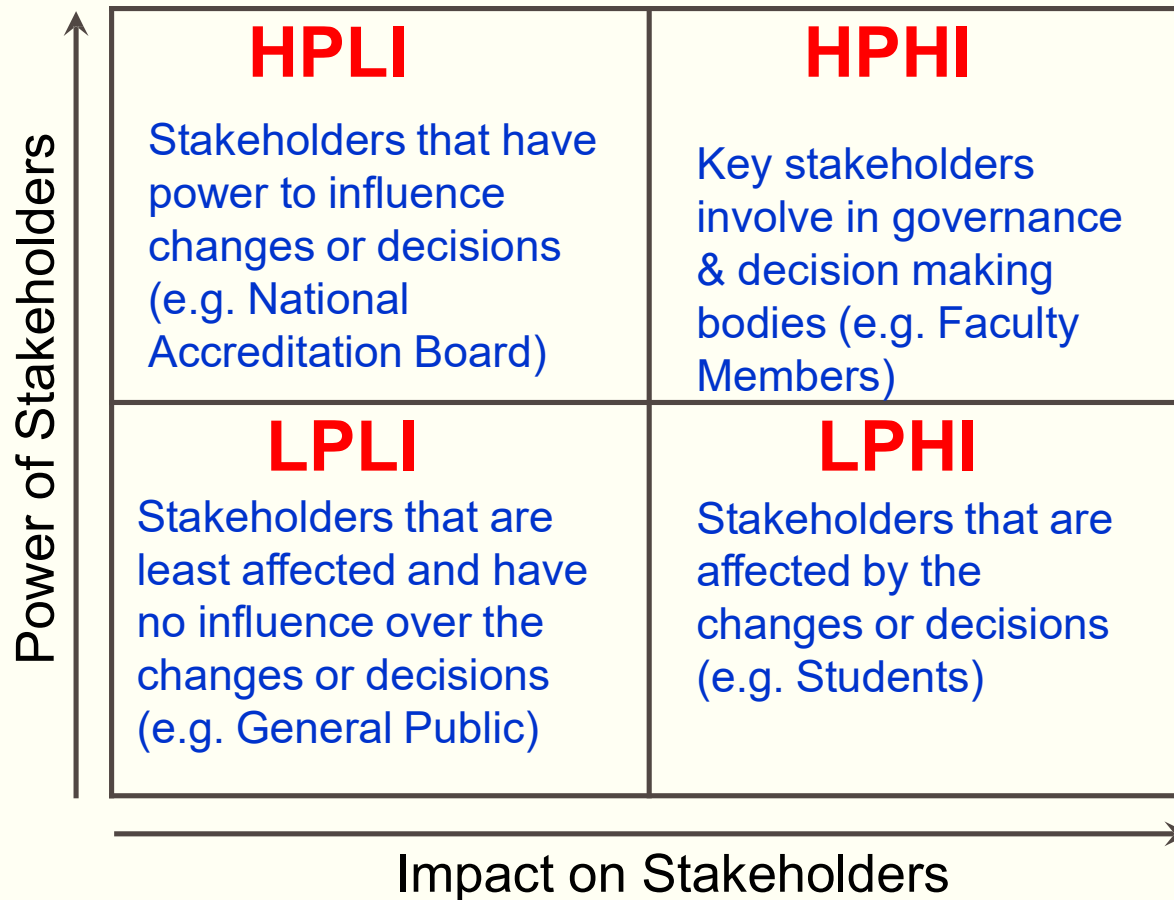 Power of Stakeholders
HPLI
Stakeholders that have
power to influence
changes or decisions
(e.g. National
Accreditation Board)
HPHI
Key stakeholders
involve in governance
& decision making
bodies (e.g. Faculty
Members)
LPLI
Stakeholders that are
least affected and have
no influence over the
changes or decisions
(e.g. General Public)
LPHI
Stakeholders that are
affected by the
changes or decisions
(e.g. Students)
Impact on Stakeholders